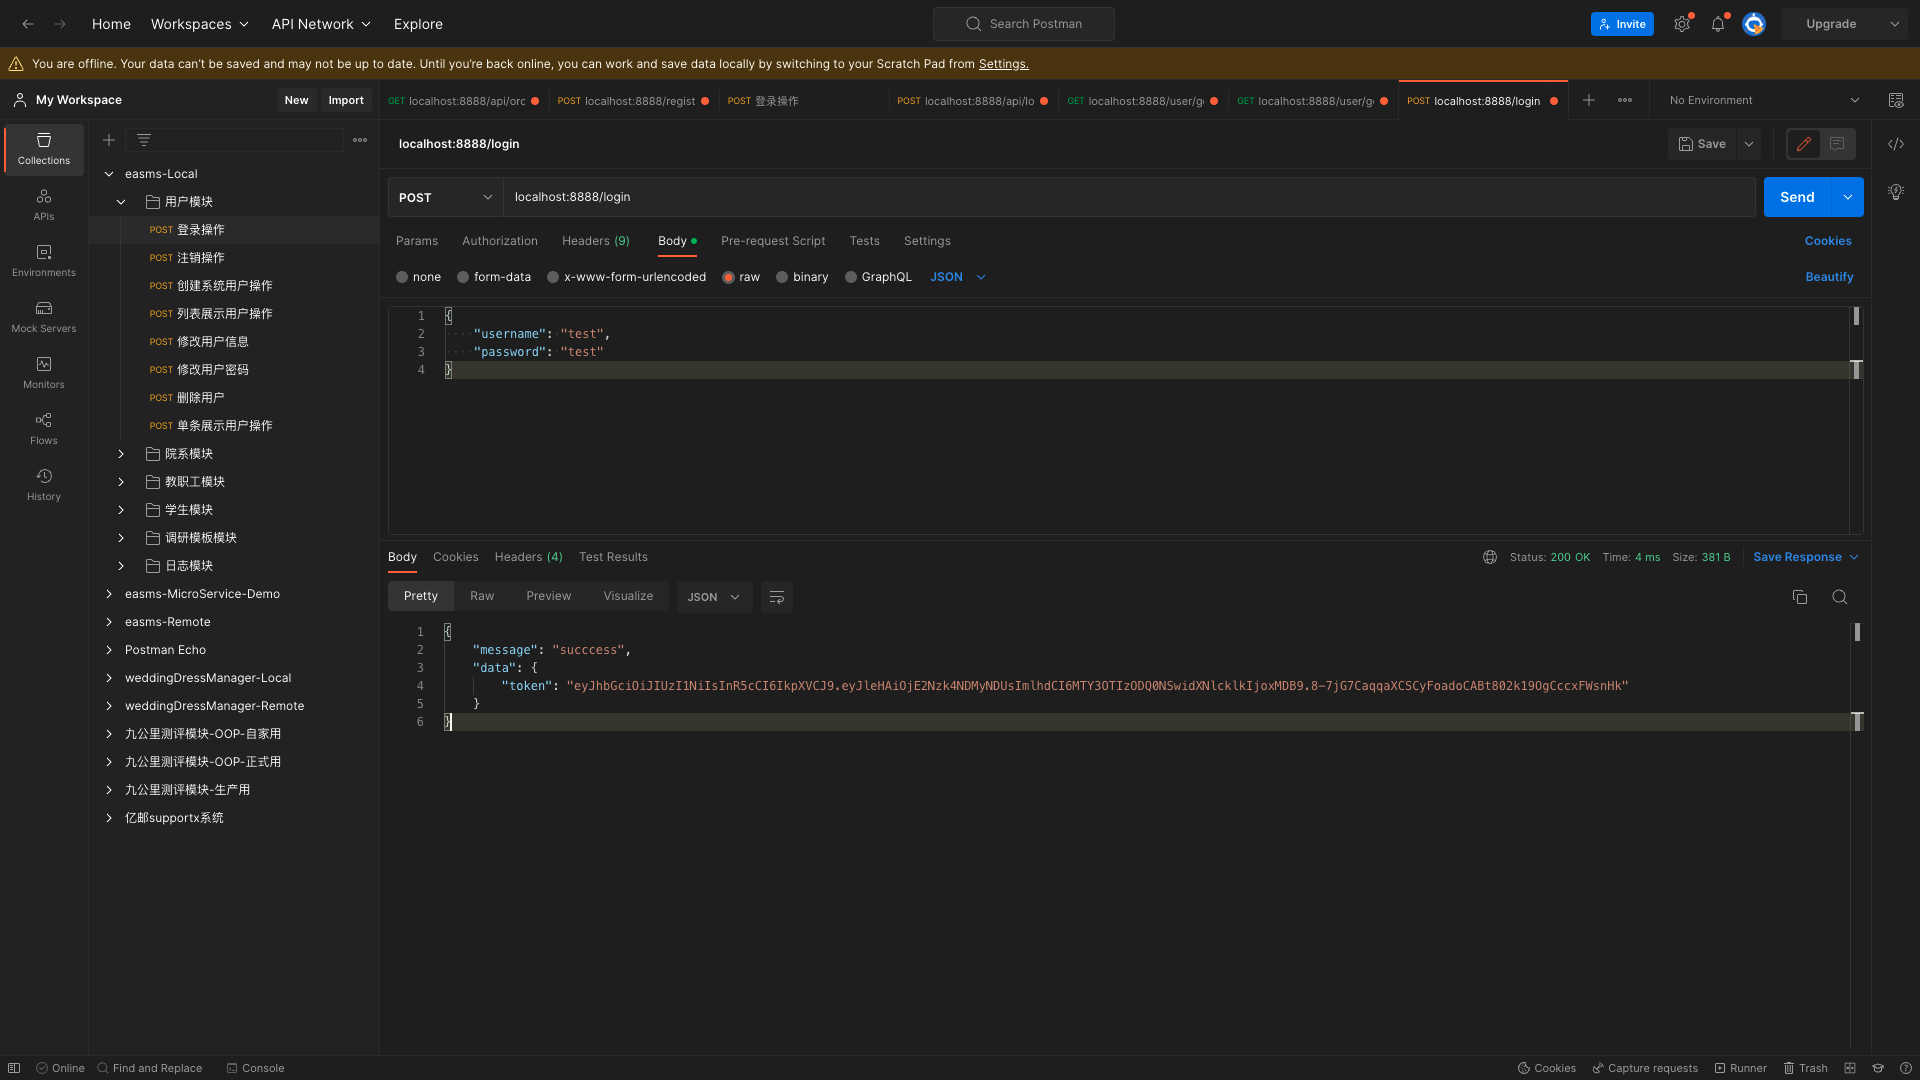 Home Workspaces API Network Explore Search Postman Invite Upgrade
You are offline. Your data can't be saved and may not be up to date. Until you're back online, you can work and save data locally by switching to your Scratch Pad from Settings.
My Workspace New Import
GET localhost:8888/api/orc POST localhost:8888/regist POST 登录操作 POST localhost:8888/api/lo GET localhost:8888/user/g GET localhost:8888/user/g POST localhost:8888/login No Environment
Collections
APIs
Environments
Mock Servers
Monitors
Flows
History
easms-Local
用户模块
POST 登录操作
POST 注销操作
POST 创建系统用户操作
POST 列表展示用户操作
POST 修改用户信息
POST 修改用户密码
POST 删除用户
POST 单条展示用户操作
院系模块
教职工模块
学生模块
调研模板模块
日志模块
easms-MicroService-Demo
easms-Remote
Postman Echo
weddingDressManager-Local
weddingDressManager-Remote
九公里测评模块-OOP-自家用
九公里测评模块-OOP-正式用
九公里测评模块-生产用
亿邮supportx系统
localhost:8888/login Save
POST localhost:8888/login Send
Params Authorization Headers (9) Body Pre-request Script Tests Settings Cookies
none form-data x-www-form-urlencoded raw binary GraphQL JSON Beautify
1 {
2 "username": "test",
3 "password": "test"
4 }
Body Cookies Headers (4) Test Results Status: 200 OK Time: 4 ms Size: 381 B Save Response
Pretty Raw Preview Visualize JSON
1 {
2 "message": "succcess",
3 "data": {
4 "token": "eyJhbGciOiJIUzI1NiIsInR5cCI6IkpXVCJ9.eyJleHAiOjE2Nzk4NDMyNDUsImlhdCI6MTY3OTIzODQ0NSwidXNlcklkIjoxMDB9.8-7jG7CaqqaXCSCyFoadoCABt802k19OgCccxFWsnHk"
5 }
6 }
Online Find and Replace Console Cookies Capture requests Runner Trash